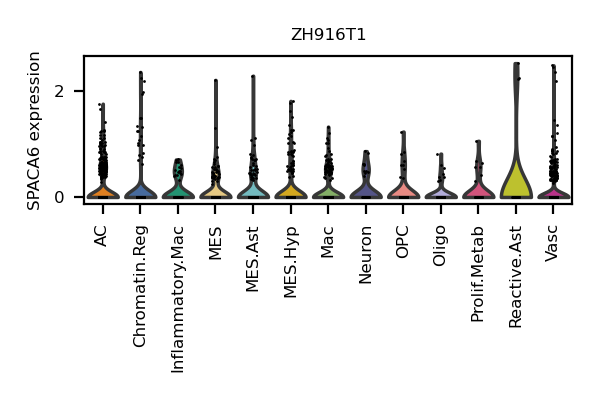 ZH916T1
SPACA6 expression
2
0
AC
Chromatin.Reg
Inflammatory.Mac
MES
MES.Ast
MES.Hyp
Mac
Neuron
OPC
Oligo
Prolif.Metab
Reactive.Ast
Vasc